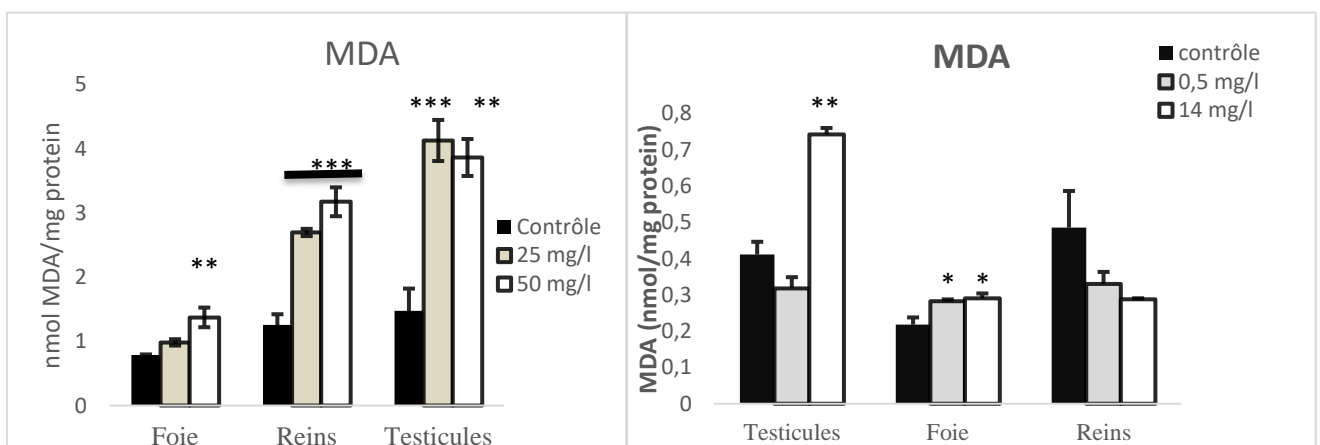 MDA
nmol MDA/mg protein
5
4
3
2
1
0
**
***
***
**
Contrôle
25 mg/l
50 mg/l
Foie
Reins
Testicules
MDA
contrôle
0,5 mg/l
14 mg/l
MDA (nmol/mg protein)
0,8
0,7
0,6
0,5
0,4
0,3
0,2
0,1
0
**
*
*
Testicules
Foie
Reins